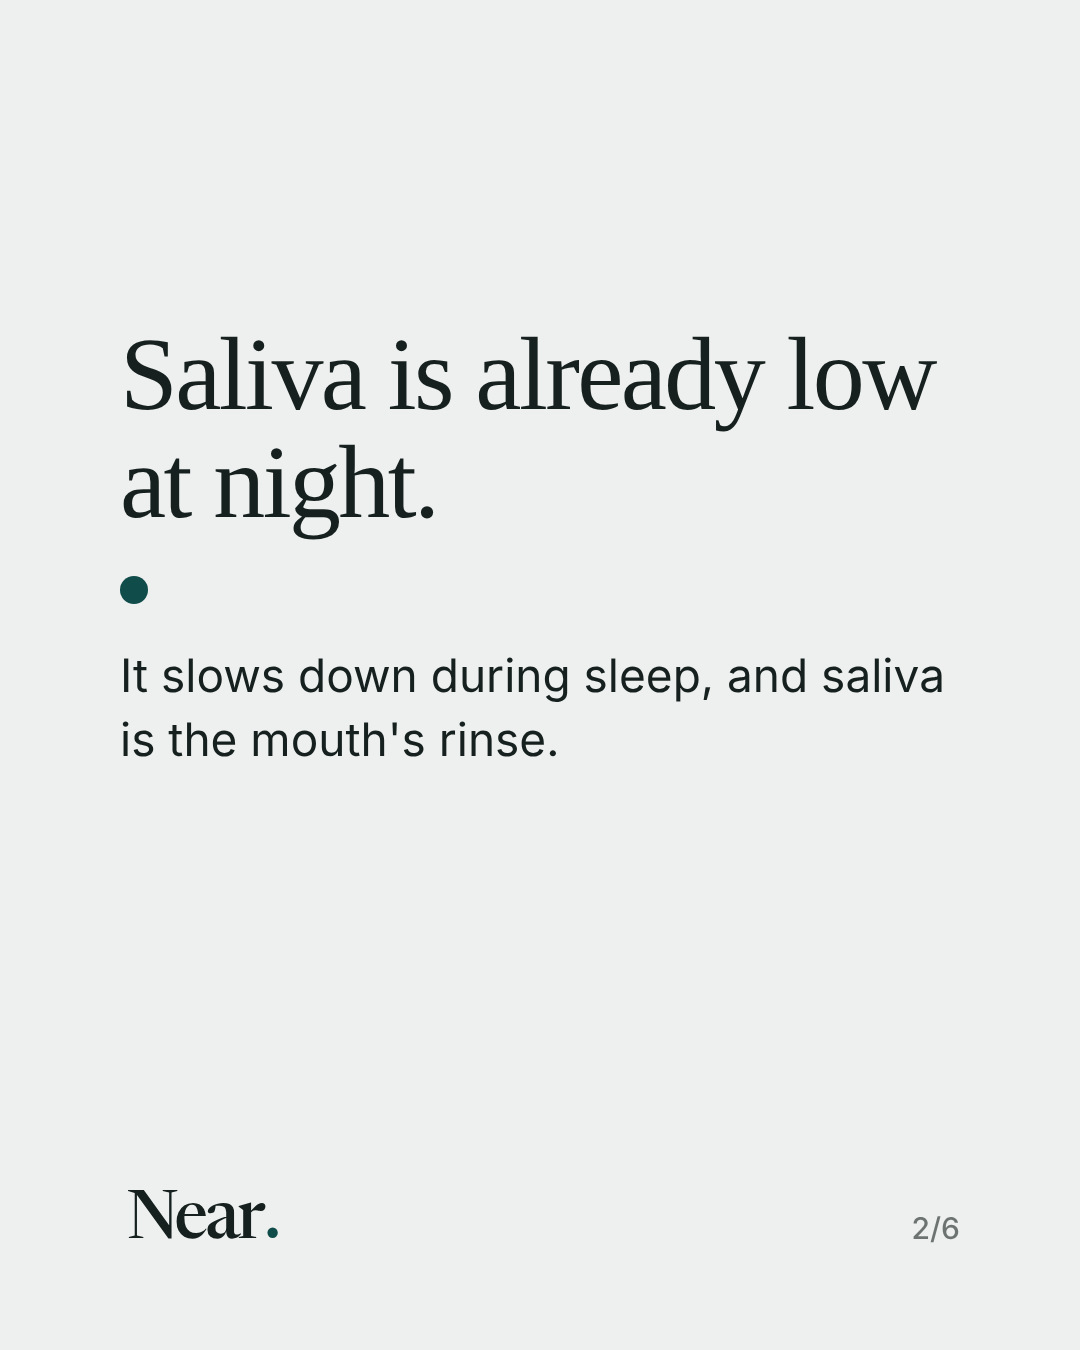 Saliva is already low
at night.
It slows down during sleep, and saliva
is the mouth's rinse.
Near.
2/6